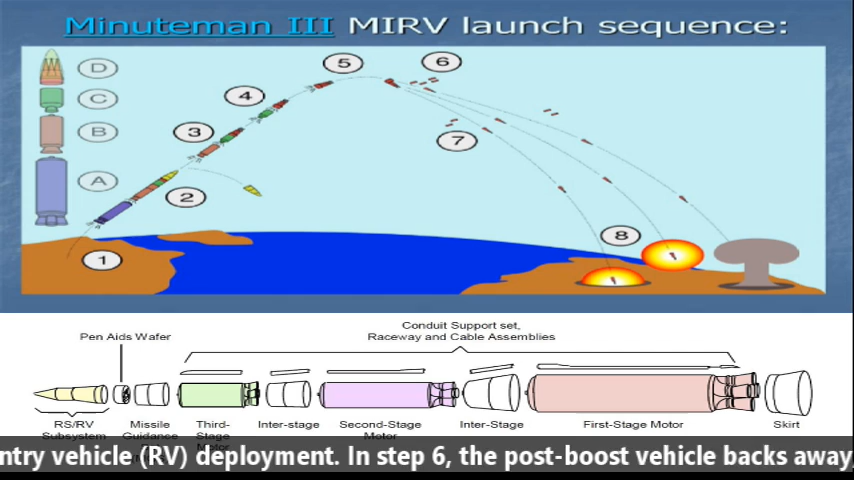 Minuteman III MIRV launch sequence:
D
C
B
A
1
2
3
4
5
6
7
8
Conduit Support set,
Raceway and Cable Assemblies
Pen Aids Wafer
RS/RV
Subsystem
Missile
Guidance
Third-
Stage
Inter-stage
Second-Stage
Motor
Inter-Stage
First-Stage Motor
Skirt
ntry vehicle (RV) deployment. In step 6, the post-boost vehicle backs away,